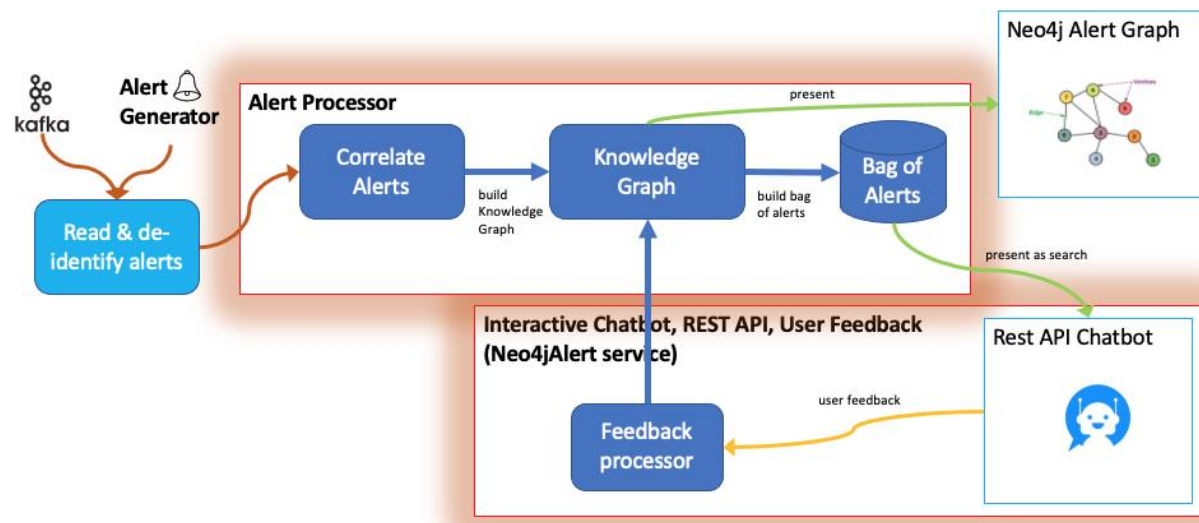 Neo4j Alert Graph
kafka
Alert
Generator
Alert Processor
present
Correlate
Alerts
build
Knowledge
Graph
Knowledge
Graph
build bag
of alerts
Bag of
Alerts
Read & de-
identify alerts
present as search
Interactive Chatbot, REST API, User Feedback
(Neo4jAlert service)
Rest API Chatbot
user feedback
Feedback
processor